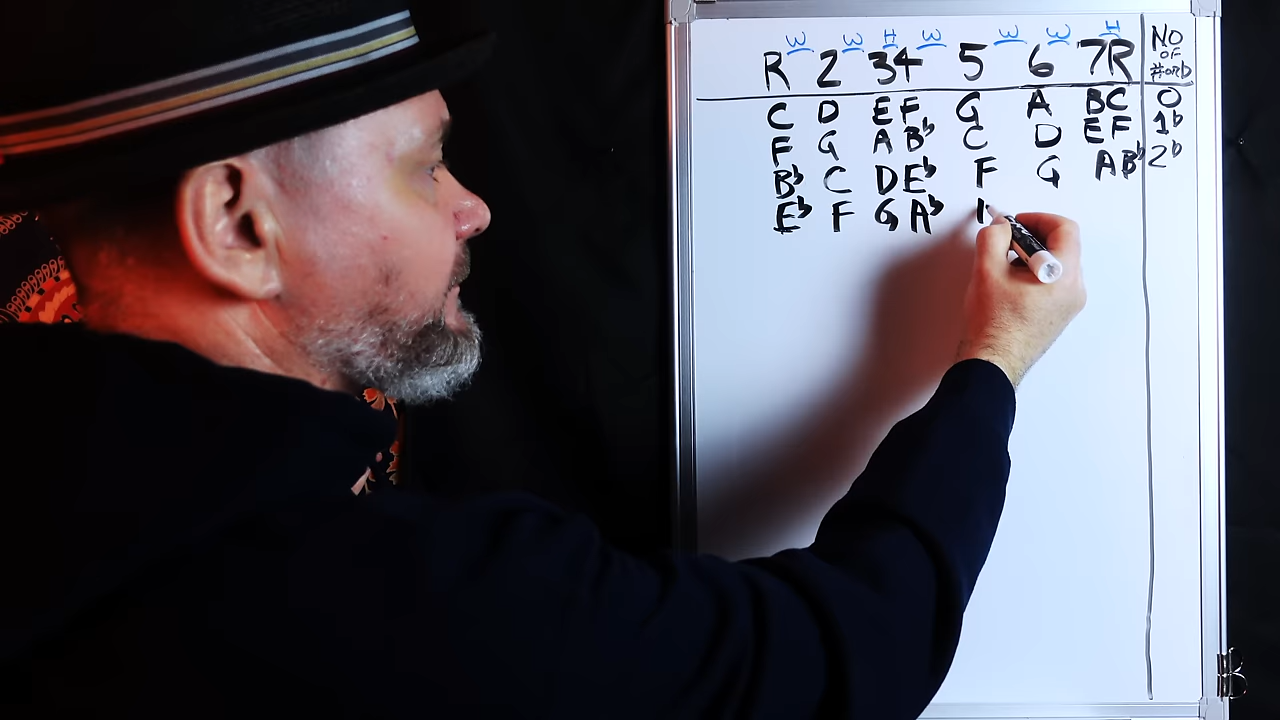 W W H W W W H
R 2 3 4 5 6 7 R NO OF # or b
C D E F G A B C 0
F G A B♭ C D E F 1♭
B♭ C D E♭ F G A B♭ 2♭
E♭ F G A♭